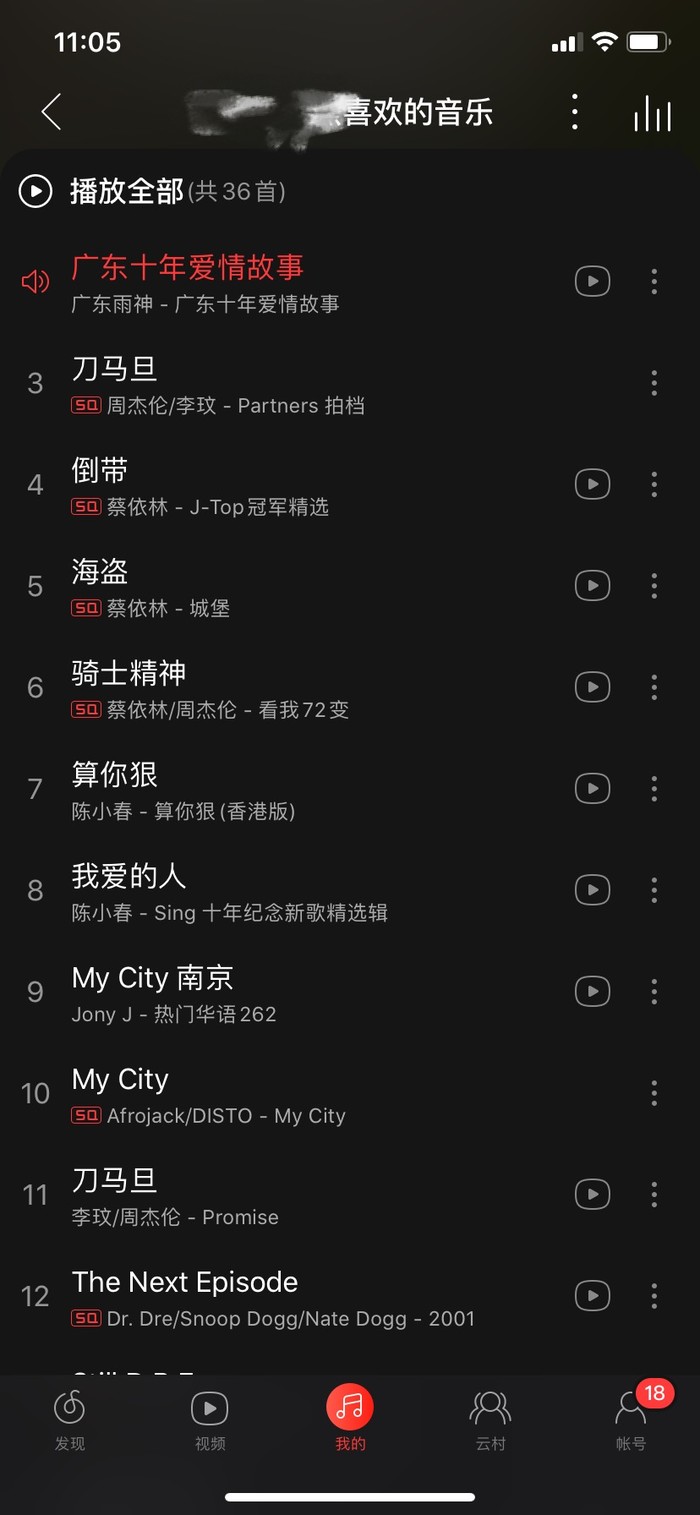 11:05
喜欢的音乐
播放全部(共36首)
广东十年爱情故事
广东雨神 - 广东十年爱情故事
3
刀马旦
SQ 周杰伦/李玟 - Partners 拍档
4
倒带
SQ 蔡依林 - J-Top冠军精选
5
海盗
SQ 蔡依林 - 城堡
6
骑士精神
SQ 蔡依林/周杰伦 - 看我72变
7
算你狠
陈小春 - 算你狠(香港版)
8
我爱的人
陈小春 - Sing 十年纪念新歌精选辑
9
My City 南京
Jony J - 热门华语262
10
My City
SQ Afrojack/DISTO - My City
11
刀马旦
李玟/周杰伦 - Promise
12
The Next Episode
SQ Dr. Dre/Snoop Dogg/Nate Dogg - 2001
18
发现 视频 我的 云村 帐号